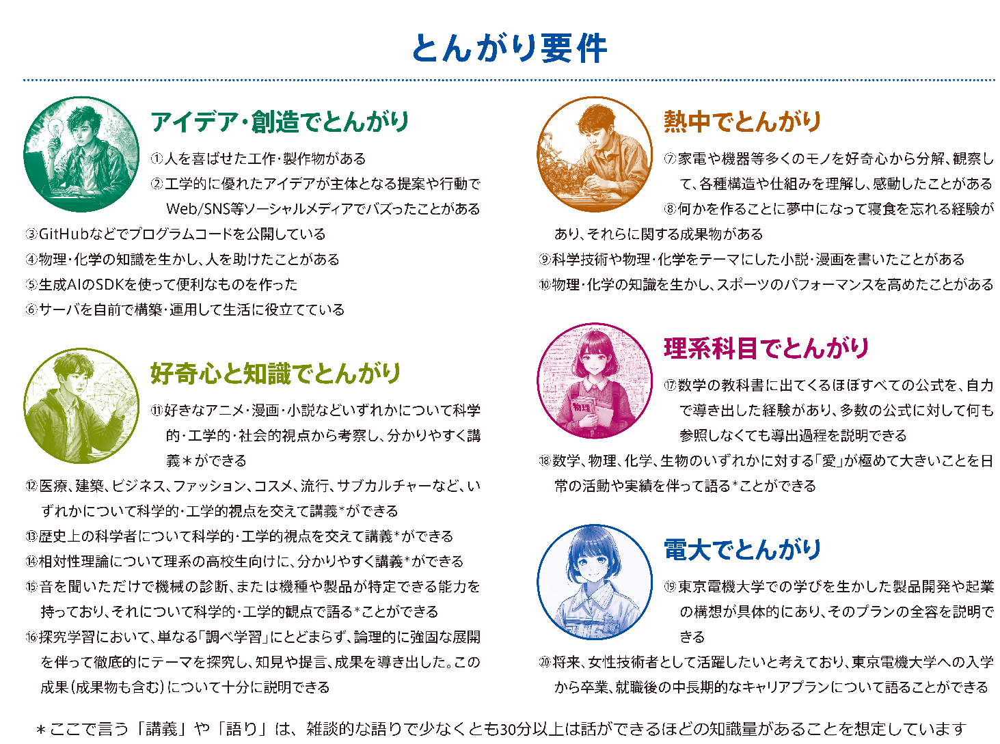 とんがり要件
アイデア・創造でとんがり
①人を喜ばせた工作・製作物がある
②工学的に優れたアイデアが主体となる提案や行動で
Web/SNS等ソーシャルメディアでバズったことがある
③GitHubなどでプログラムコードを公開している
④物理・化学の知識を生かし、人を助けたことがある
⑤生成AIのSDKを使って便利なものを作った
⑥サーバを自前で構築・運用して生活に役立てている
好奇心と知識でとんがり
⑪好きなアニメ・漫画・小説などいずれかについて科学
的・工学的・社会的視点から考察し、分かりやすく講
義＊ができる
⑫医療、建築、ビジネス、ファッション、コスメ、流行、サブカルチャーなど、い
ずれかについて科学的・工学的視点を交えて講義*ができる
⑬歴史上の科学者について科学的・工学的視点を交えて講義*ができる
⑭相対性理論について理系の高校生向けに、分かりやすく講義*ができる
⑮音を聞いただけで機械の診断、または機種や製品が特定できる能力を
持っており、それについて科学的・工学的観点で語る*ことができる
⑯探究学習において、単なる「調べ学習」にとどまらず、論理的に強固な展開
を伴って徹底的にテーマを探究し、知見や提言、成果を導き出した。この
成果（成果物も含む）について十分に説明できる
熱中でとんがり
⑦家電や機器等多くのモノを好奇心から分解、観察し
て、各種構造や仕組みを理解し、感動したことがある
⑧何かを作ることに夢中になって寝食を忘れる経験が
あり、それらに関する成果物がある
⑨科学技術や物理・化学をテーマにした小説・漫画を書いたことがある
⑩物理・化学の知識を生かし、スポーツのパフォーマンスを高めたことがある
物理
理系科目でとんがり
⑰数学の教科書に出てくるほぼすべての公式を、自力
で導き出した経験があり、多数の公式に対して何も
参照しなくても導出過程を説明できる
⑱数学、物理、化学、生物のいずれかに対する「愛」が極めて大きいことを日
常の活動や実績を伴って語る*ことができる
電大でとんがり
⑲東京電機大学での学びを生かした製品開発や起業
の構想が具体的にあり、そのプランの全容を説明で
きる
⑳将来、女性技術者として活躍したいと考えており、東京電機大学への入学
から卒業、就職後の中長期的なキャリアプランについて語ることができる
＊ここで言う「講義」や「語り」は、雑談的な語りで少なくとも30分以上は話ができるほどの知識量があることを想定しています